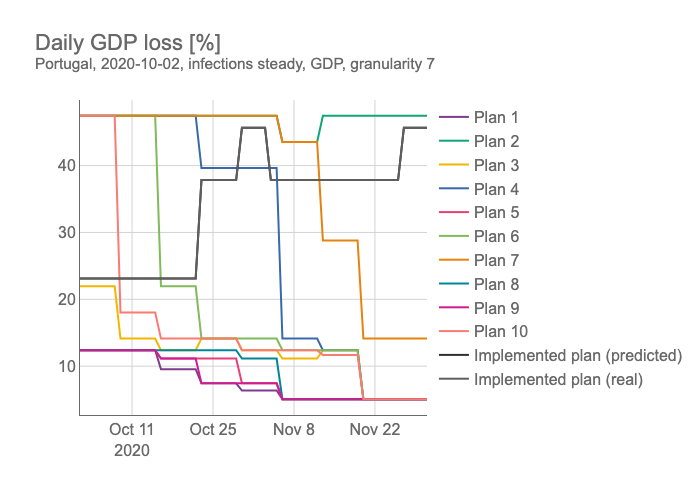 Daily GDP loss [%]
Portugal, 2020-10-02, infections steady, GDP, granularity 7
40
30
20
10
Oct 11
2020
Oct 25
Nov 8
Nov 22
Plan 1
Plan 2
Plan 3
Plan 4
Plan 5
Plan 6
Plan 7
Plan 8
Plan 9
Plan 10
Implemented plan (predicted)
Implemented plan (real)